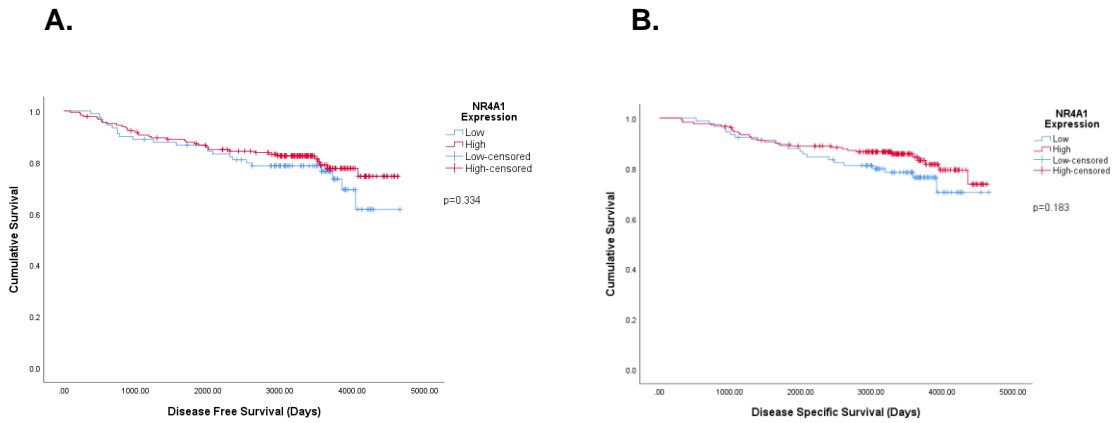 A.
NR4A1
Expression
Low
High
Low-censored
High-censored
p=0.334
Cumulative Survival
1.0
0.8
0.6
0.4
0.2
0.0
.00 1000.00 2000.00 3000.00 4000.00 5000.00
Disease Free Survival (Days)
B.
NR4A1
Expression
Low
High
Low-censored
High-censored
p=0.183
Cumulative Survival
1.0
0.8
0.6
0.4
0.2
0.0
.00 1000.00 2000.00 3000.00 4000.00 5000.00
Disease Specific Survival (Days)